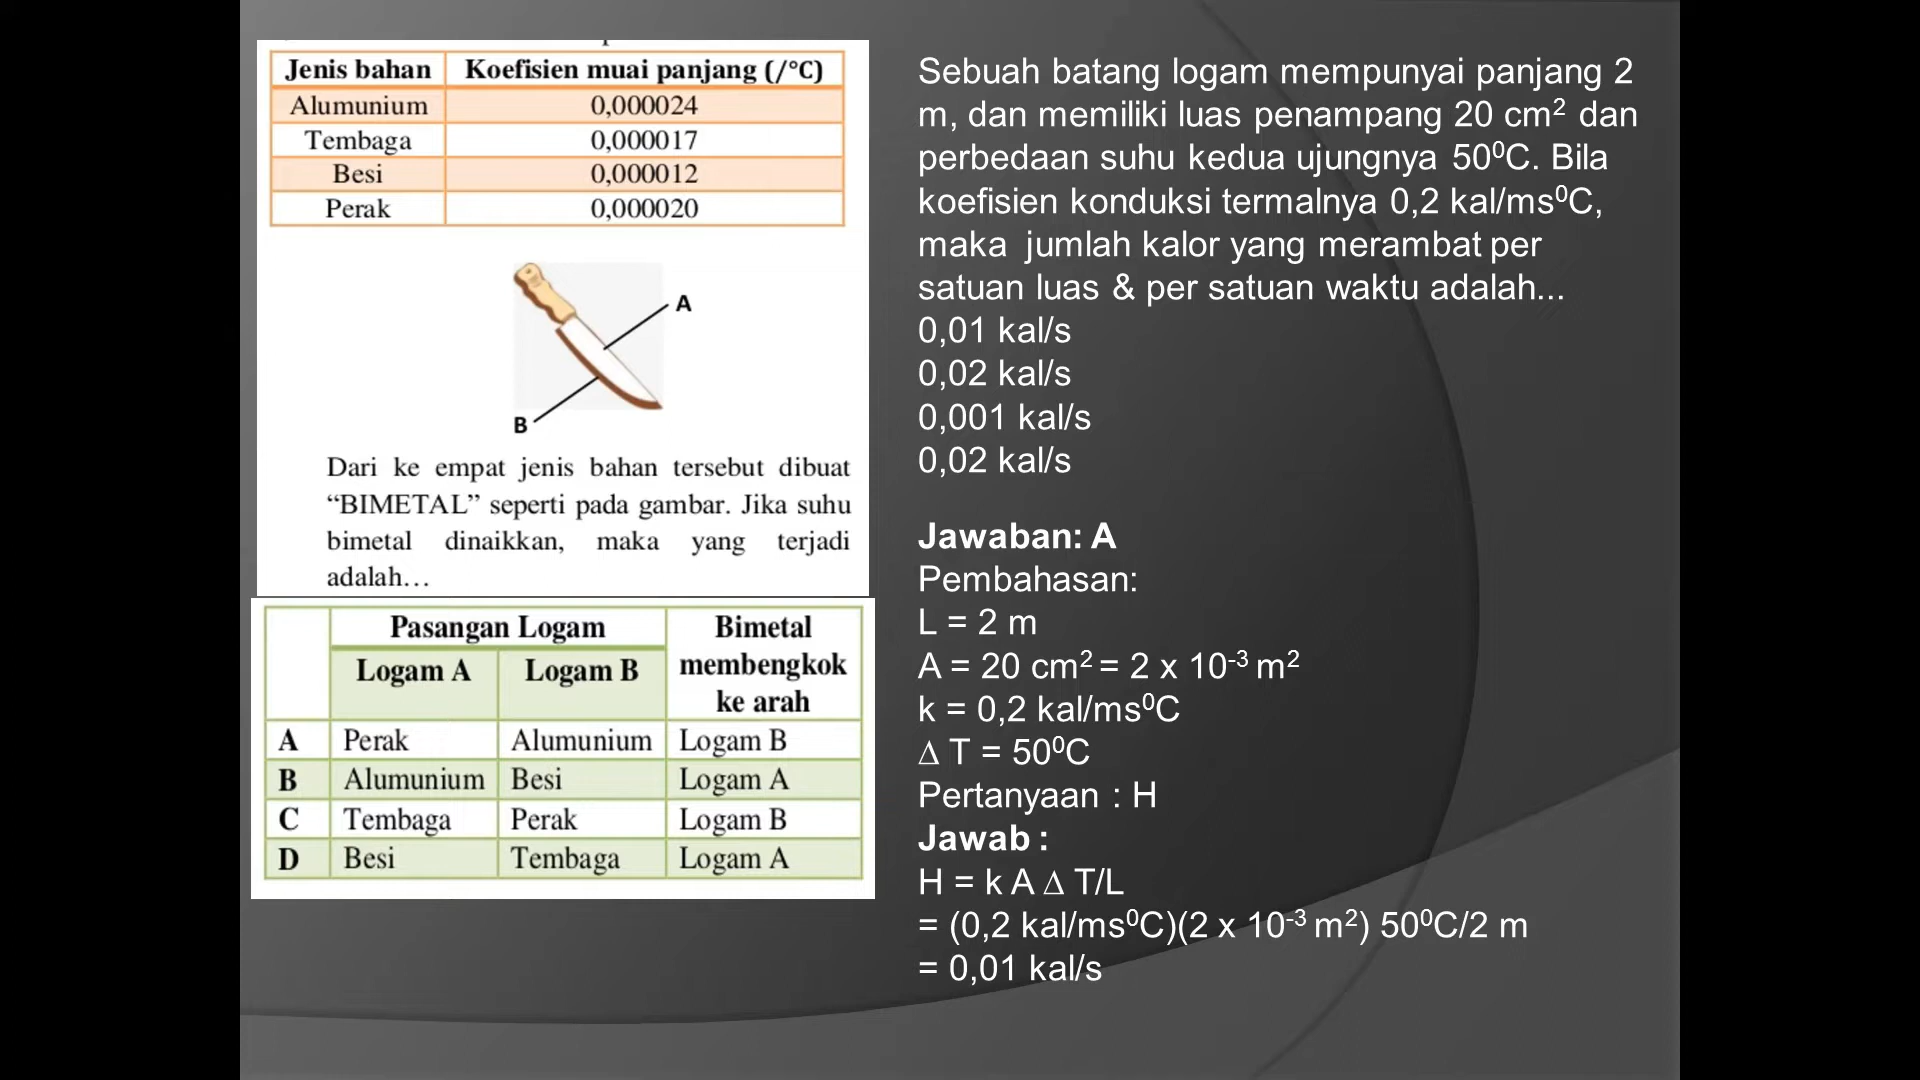 Jenis bahan Koefisien muai panjang (/°C)
Alumunium 0,000024
Tembaga 0,000017
Besi 0,000012
Perak 0,000020
A
B
Dari ke empat jenis bahan tersebut dibuat
“BIMETAL” seperti pada gambar. Jika suhu
bimetal dinaikkan, maka yang terjadi
adalah…
Pasangan Logam Bimetal
Logam A Logam B membengkok
ke arah
A Perak Alumunium Logam B
B Alumunium Besi Logam A
C Tembaga Perak Logam B
D Besi Tembaga Logam A
Sebuah batang logam mempunyai panjang 2
m, dan memiliki luas penampang 20 cm² dan
perbedaan suhu kedua ujungnya 50⁰C. Bila
koefisien konduksi termalnya 0,2 kal/ms⁰C,
maka jumlah kalor yang merambat per
satuan luas & per satuan waktu adalah...
0,01 kal/s
0,02 kal/s
0,001 kal/s
0,02 kal/s
Jawaban: A
Pembahasan:
L = 2 m
A = 20 cm² = 2 x 10⁻³ m²
k = 0,2 kal/ms⁰C
∆ T = 50⁰C
Pertanyaan : H
Jawab :
H = k A ∆ T/L
= (0,2 kal/ms⁰C)(2 x 10⁻³ m²) 50⁰C/2 m
= 0,01 kal/s